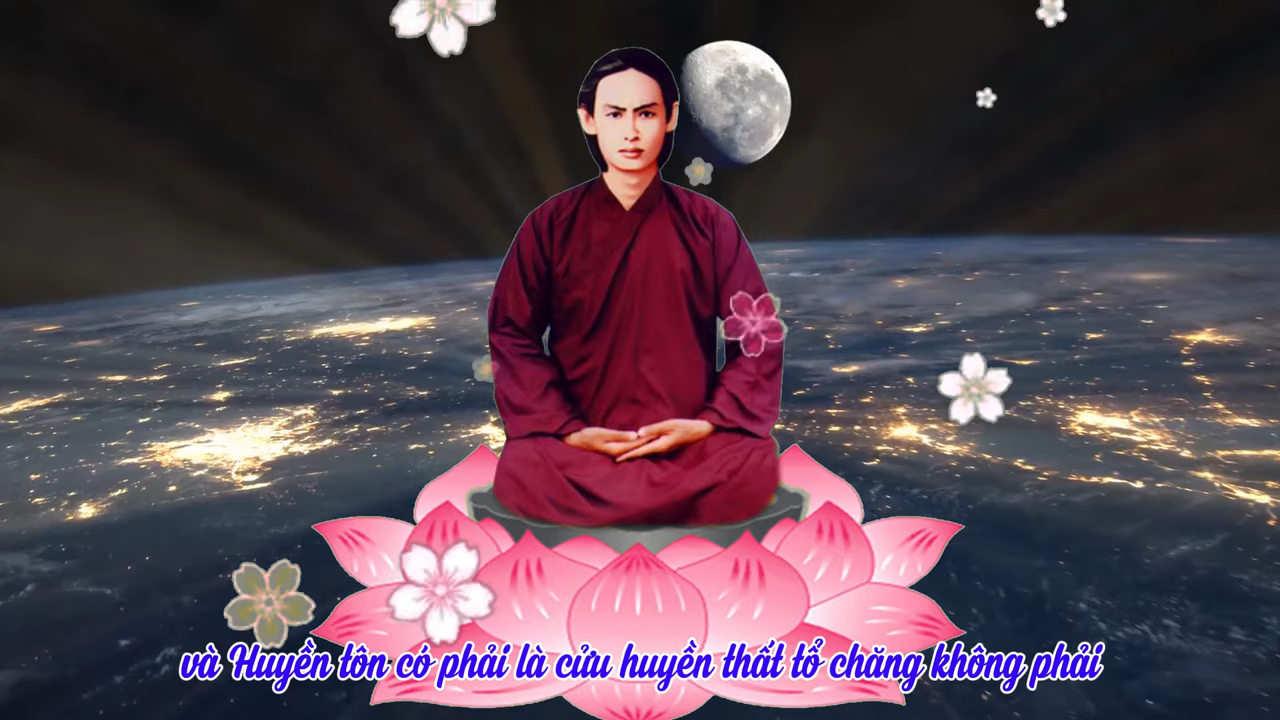 và Huyền tôn có phải là cửu huyền thất tổ chăng không phải